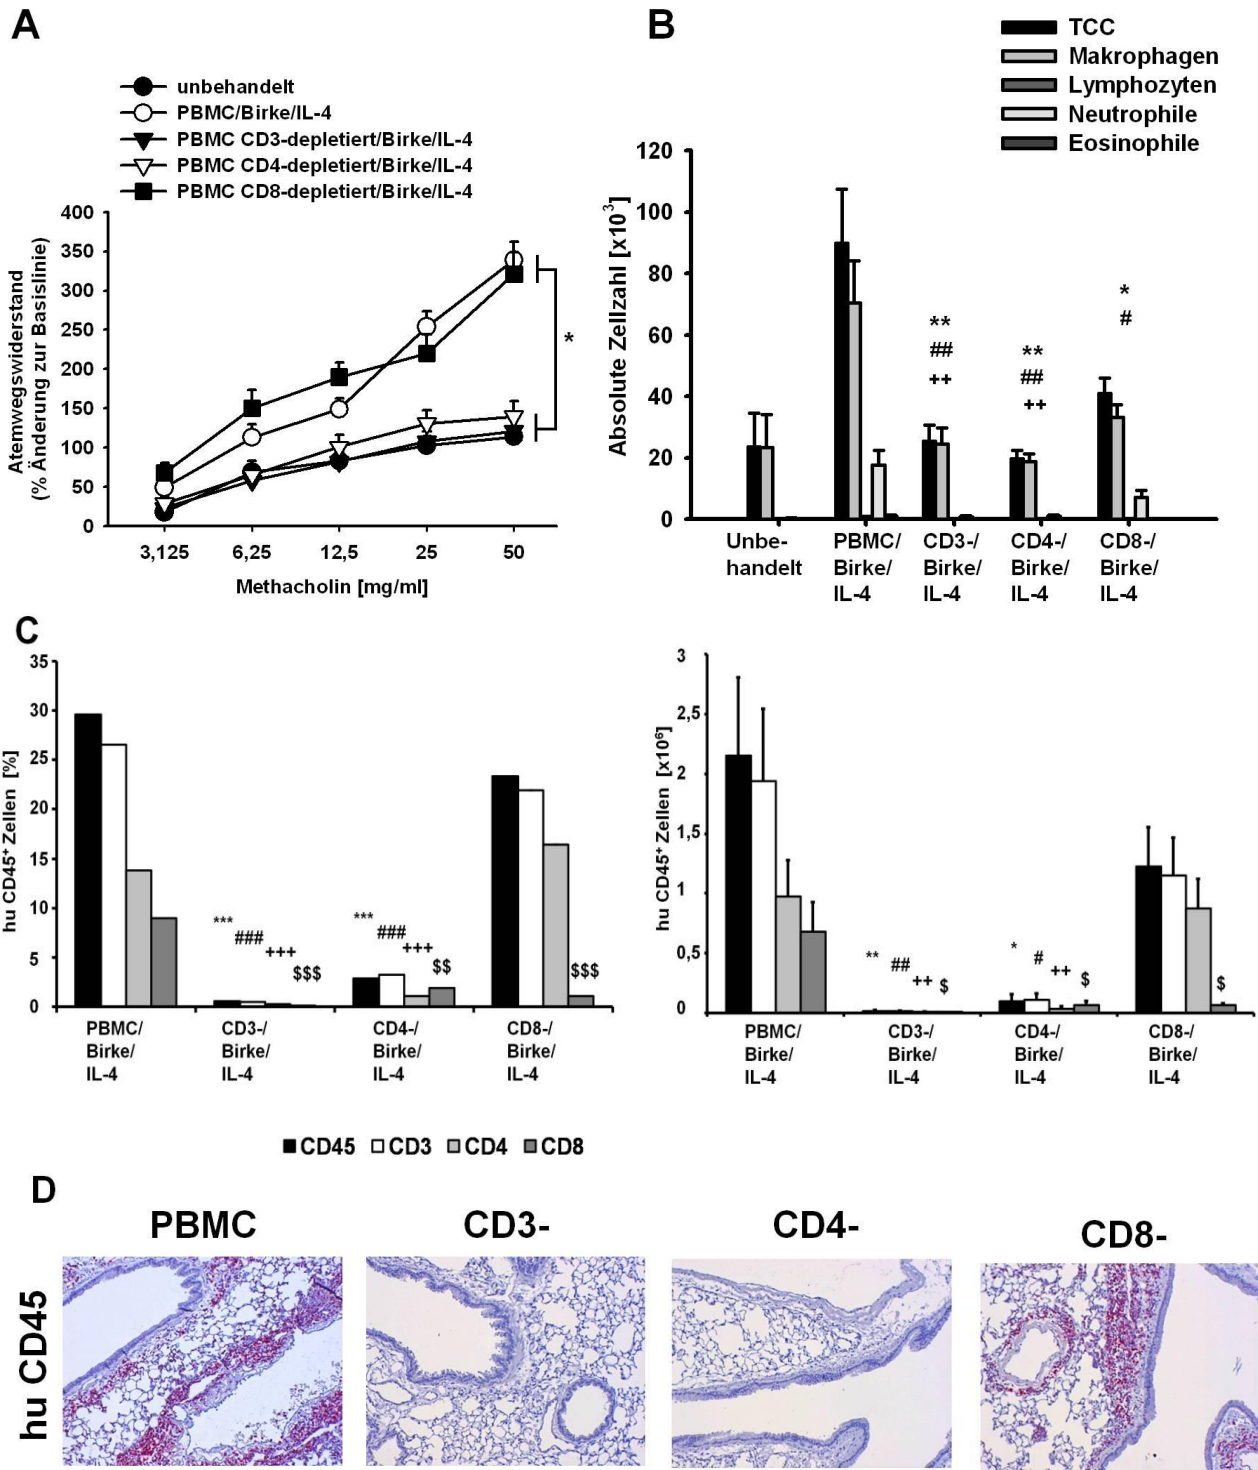 A
unbehandelt
PBMC/Birke/IL-4
PBMC CD3-depletiert/Birke/IL-4
PBMC CD4-depletiert/Birke/IL-4
PBMC CD8-depletiert/Birke/IL-4
Atemwegswiderstand
(% Änderung zur Basislinie)
400
350
300
250
200
150
100
50
0
*
3,125 6,25 12,5 25 50
Methacholin [mg/ml]
B
TCC
Makrophagen
Lymphozyten
Neutrophile
Eosinophile
Absolute Zellzahl [x10³]
120
100
80
60
40
20
0
**
##
++
**
##
++
*
#
Unbe-
handelt
PBMC/
Birke/
IL-4
CD3-/
Birke/
IL-4
CD4-/
Birke/
IL-4
CD8-/
Birke/
IL-4
C
hu CD45⁺ Zellen [%]
35
30
25
20
15
10
5
0
***
###
+++
$$$
***
###
+++
$$
$$$
PBMC/
Birke/
IL-4
CD3-/
Birke/
IL-4
CD4-/
Birke/
IL-4
CD8-/
Birke/
IL-4
hu CD45⁺ Zellen [x10⁶]
3
2,5
2
1,5
1
0,5
0
**
##
++
$
*
#
++
$
$
PBMC/
Birke/
IL-4
CD3-/
Birke/
IL-4
CD4-/
Birke/
IL-4
CD8-/
Birke/
IL-4
CD45 CD3 CD4 CD8
D
PBMC CD3- CD4- CD8-
hu CD45